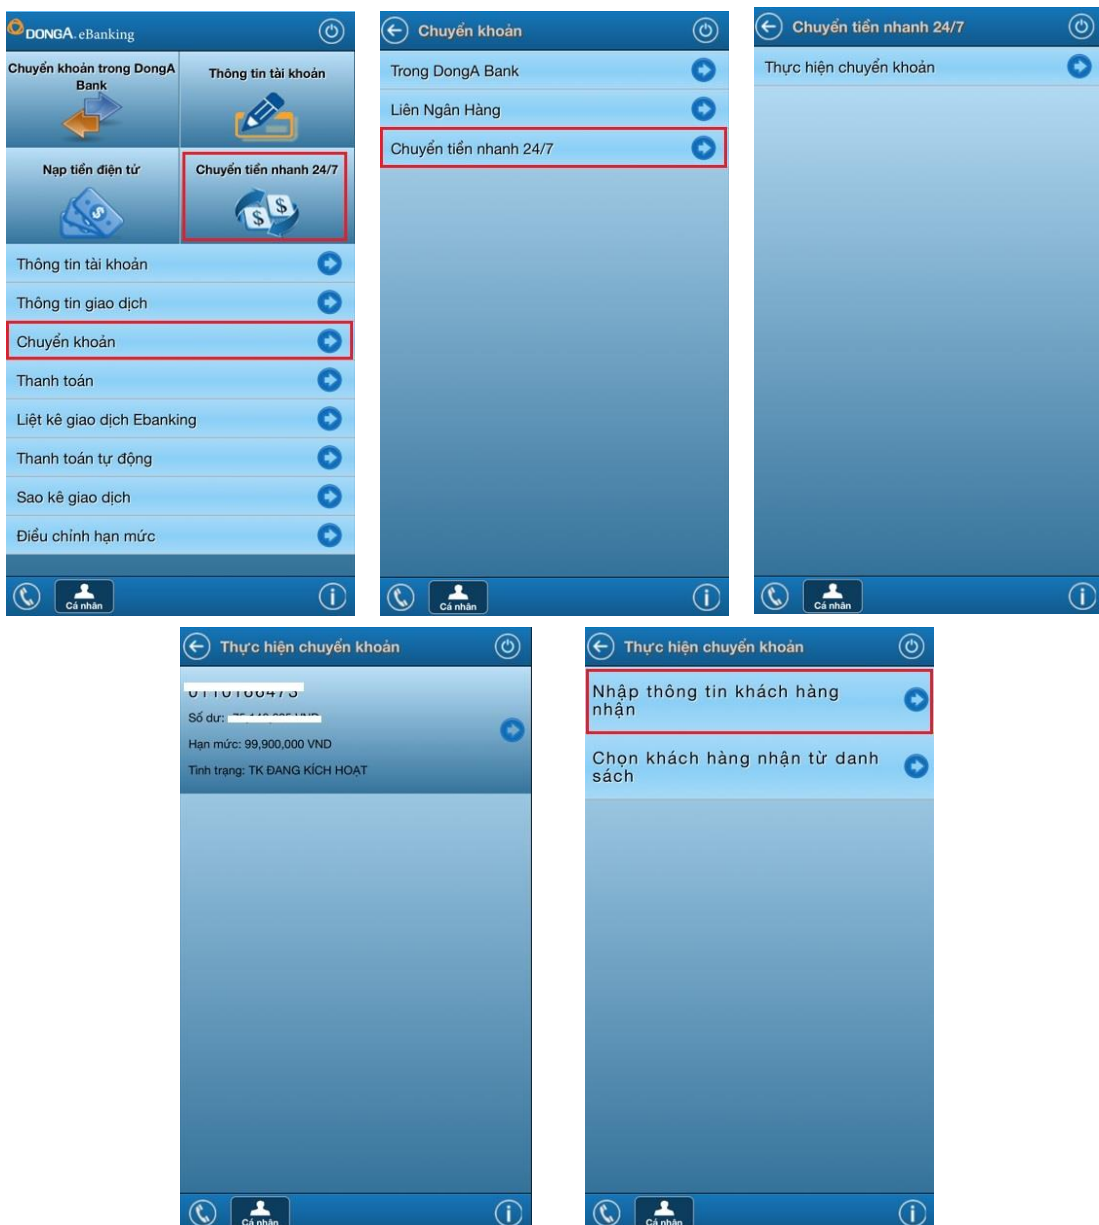 DONGA. eBanking
Chuyển khoản trong DongA
Bank
Thông tin tài khoản
Nạp tiền điện tử
Chuyển tiền nhanh 24/7
Thông tin tài khoản
Thông tin giao dịch
Chuyển khoản
Thanh toán
Liệt kê giao dịch Ebanking
Thanh toán tự động
Sao kê giao dịch
Điều chỉnh hạn mức
Cá nhân
Chuyển khoản
Trong DongA Bank
Liên Ngân Hàng
Chuyển tiền nhanh 24/7
Cá nhân
Chuyển tiền nhanh 24/7
Thực hiện chuyển khoản
Cá nhân
Thực hiện chuyển khoản
Số dư:
Hạn mức: 99,900,000 VND
Tình trạng: TK ĐANG KÍCH HOẠT
Cá nhân
Thực hiện chuyển khoản
Nhập thông tin khách hàng
nhận
Chọn khách hàng nhận từ danh
sách
Cá nhân